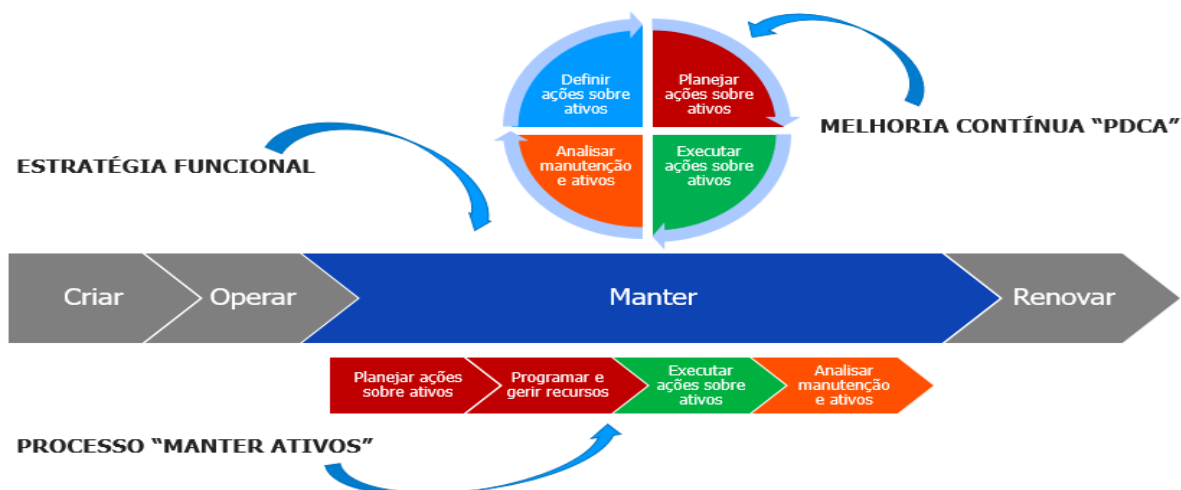 Definir
ações sobre
ativos
Planejar
ações sobre
ativos
MELHORIA CONTÍNUA “PDCA”
Analisar
manutenção
e ativos
Executar
ações sobre
ativos
ESTRATÉGIA FUNCIONAL
Criar
Operar
Manter
Renovar
Planejar ações
sobre ativos
Programar e
gerir recursos
Executar
ações sobre
ativos
Analisar
manutenção
e ativos
PROCESSO “MANTER ATIVOS”